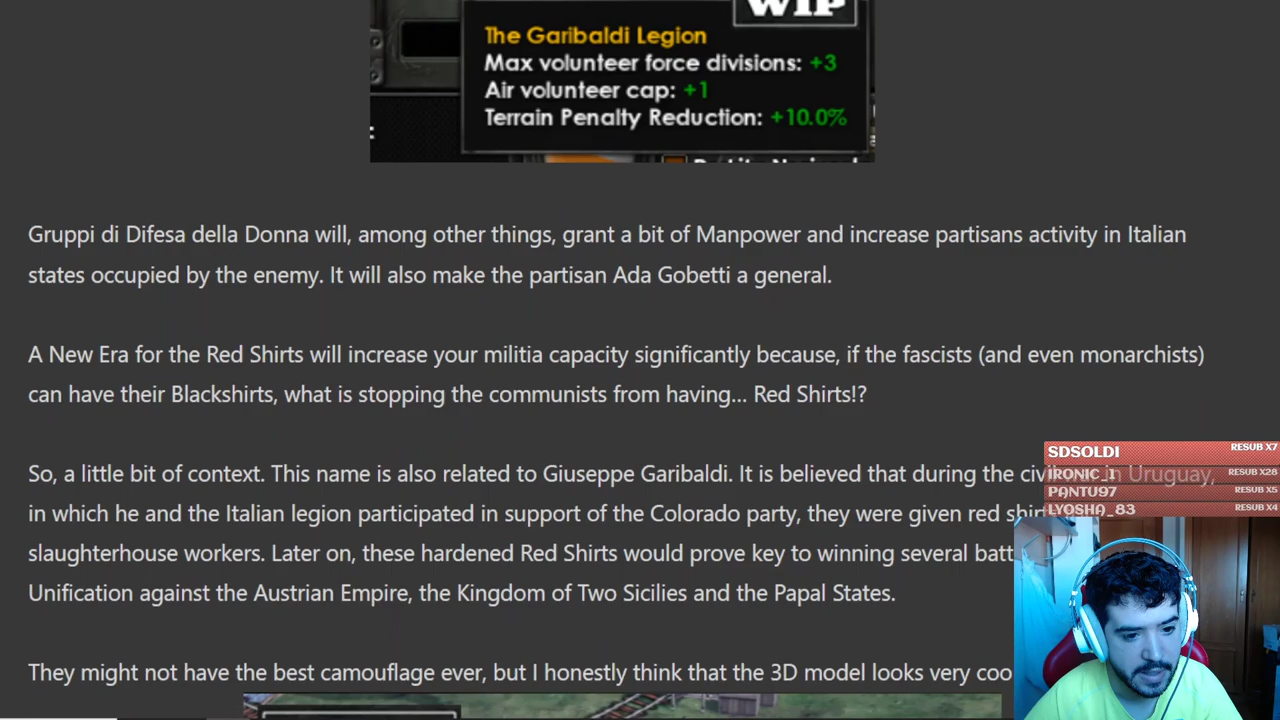 WIP
The Garibaldi Legion
Max volunteer force divisions: +3
Air volunteer cap: +1
Terrain Penalty Reduction: +10.0%
Gruppi di Difesa della Donna will, among other things, grant a bit of Manpower and increase partisans activity in Italian
states occupied by the enemy. It will also make the partisan Ada Gobetti a general.
A New Era for the Red Shirts will increase your militia capacity significantly because, if the fascists (and even monarchists)
can have their Blackshirts, what is stopping the communists from having… Red Shirts!?
SDSOLDI RESUB X7
So, a little bit of context. This name is also related to Giuseppe Garibaldi. It is believed that during the civil in Uruguay,
IRONIC_1 RESUB X28
PANTU97 RESUB X5
in which he and the Italian legion participated in support of the Colorado party, they were given red
LYOSHA_83 RESUB X4
slaughterhouse workers. Later on, these hardened Red Shirts would prove key to winning several
Unification against the Austrian Empire, the Kingdom of Two Sicilies and the Papal States.
They might not have the best camouflage ever, but I honestly think that the 3D model looks very